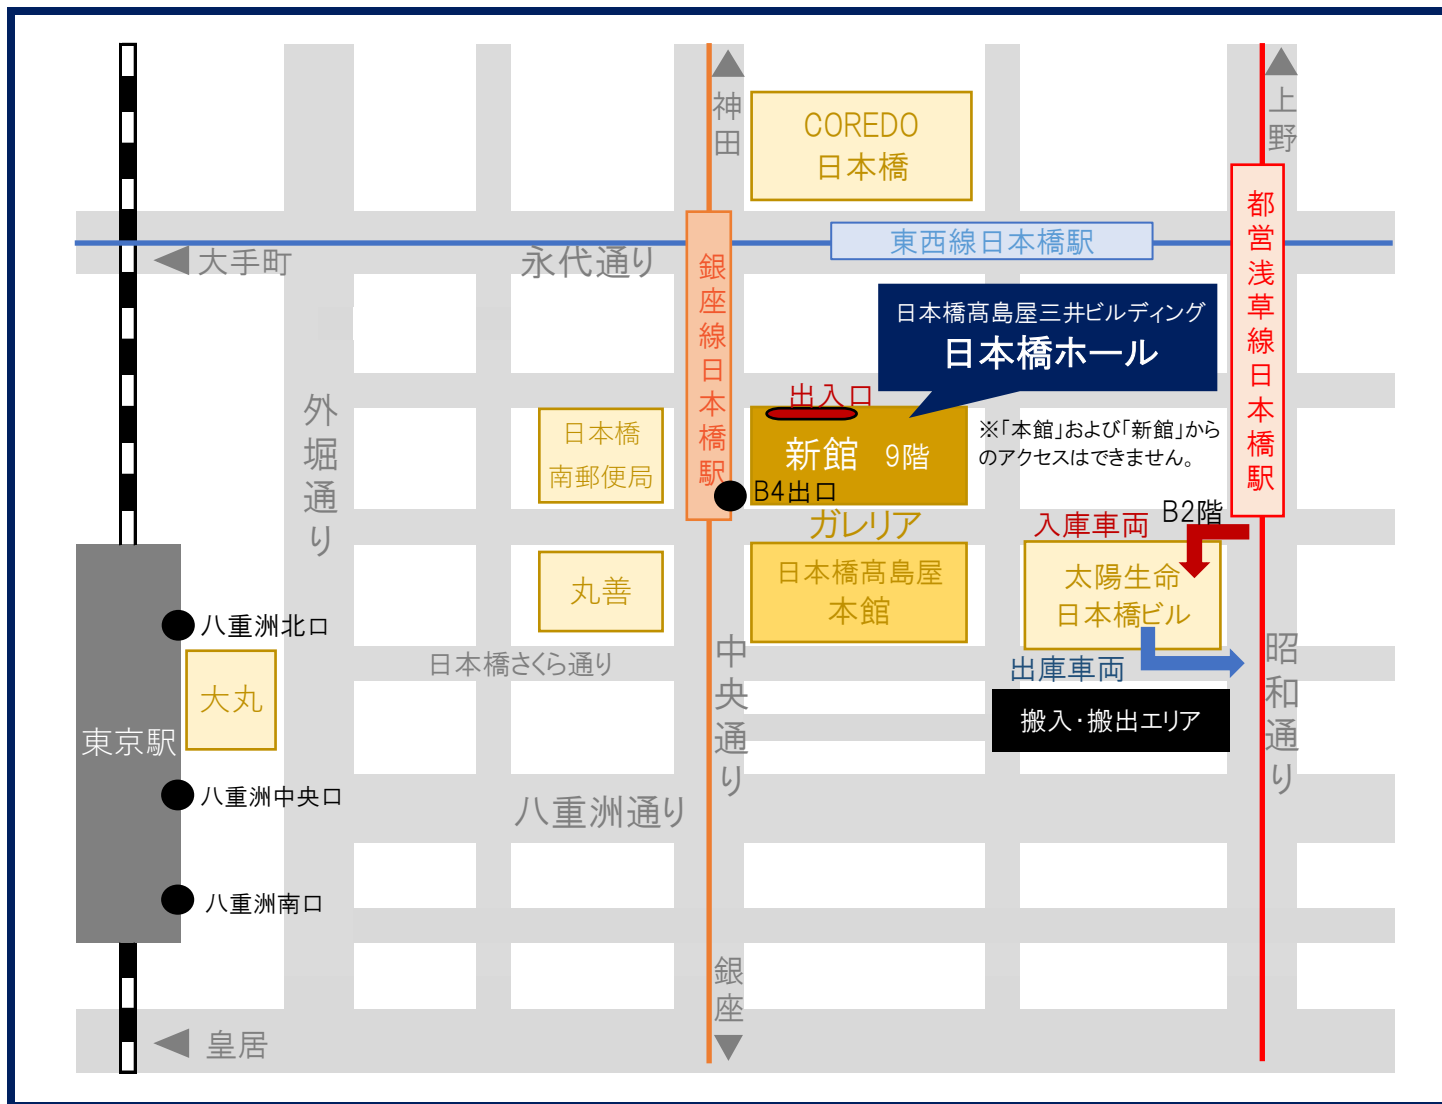 神田
上野
COREDO
日本橋
都営浅草線日本橋駅
東西線日本橋駅
大手町
永代通り
銀座線日本橋駅
日本橋髙島屋三井ビルディング
日本橋ホール
出入口
外堀通り
日本橋
南郵便局
新館 9階
※「本館」および「新館」から
のアクセスはできません。
B4出口
ガレリア
入庫車両
B2階
丸善
日本橋髙島屋
本館
太陽生命
日本橋ビル
八重洲北口
日本橋さくら通り
中央通り
出庫車両
昭和通り
大丸
東京駅
搬入・搬出エリア
八重洲中央口
八重洲通り
八重洲南口
銀座
皇居